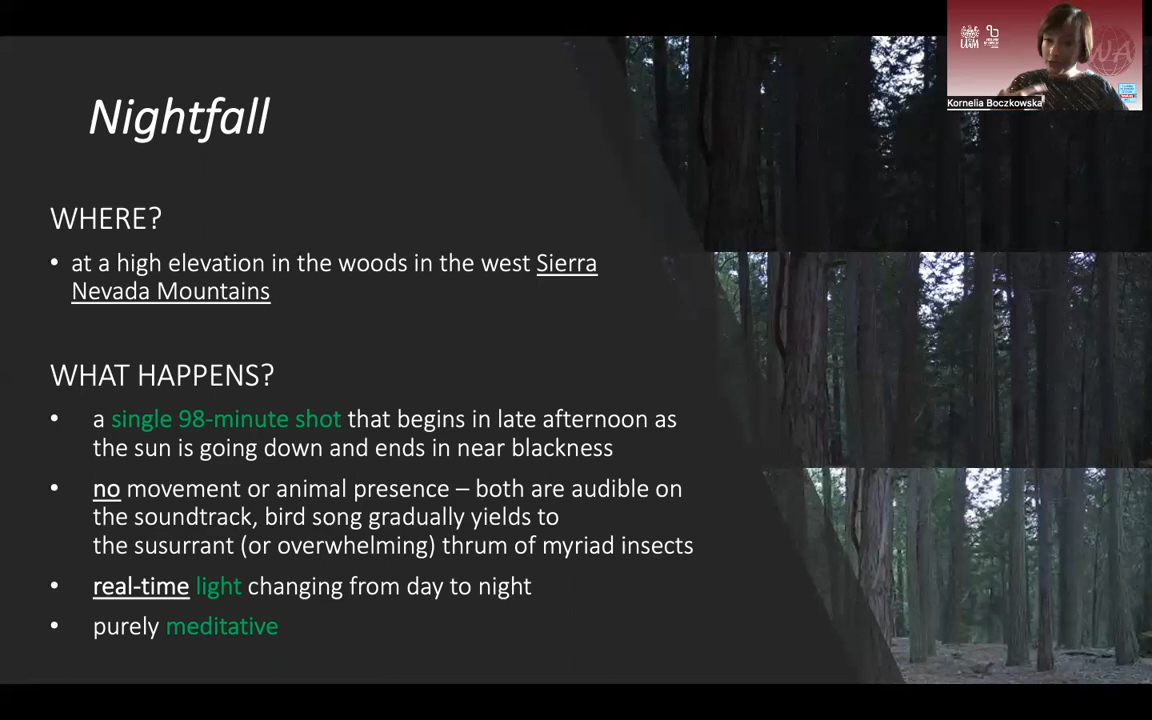 Nightfall
Kornelia Boczkowska
WHERE?
• at a high elevation in the woods in the west Sierra
Nevada Mountains
WHAT HAPPENS?
• a single 98-minute shot that begins in late afternoon as
the sun is going down and ends in near blackness
• no movement or animal presence – both are audible on
the soundtrack, bird song gradually yields to
the susurrant (or overwhelming) thrum of myriad insects
• real-time light changing from day to night
• purely meditative